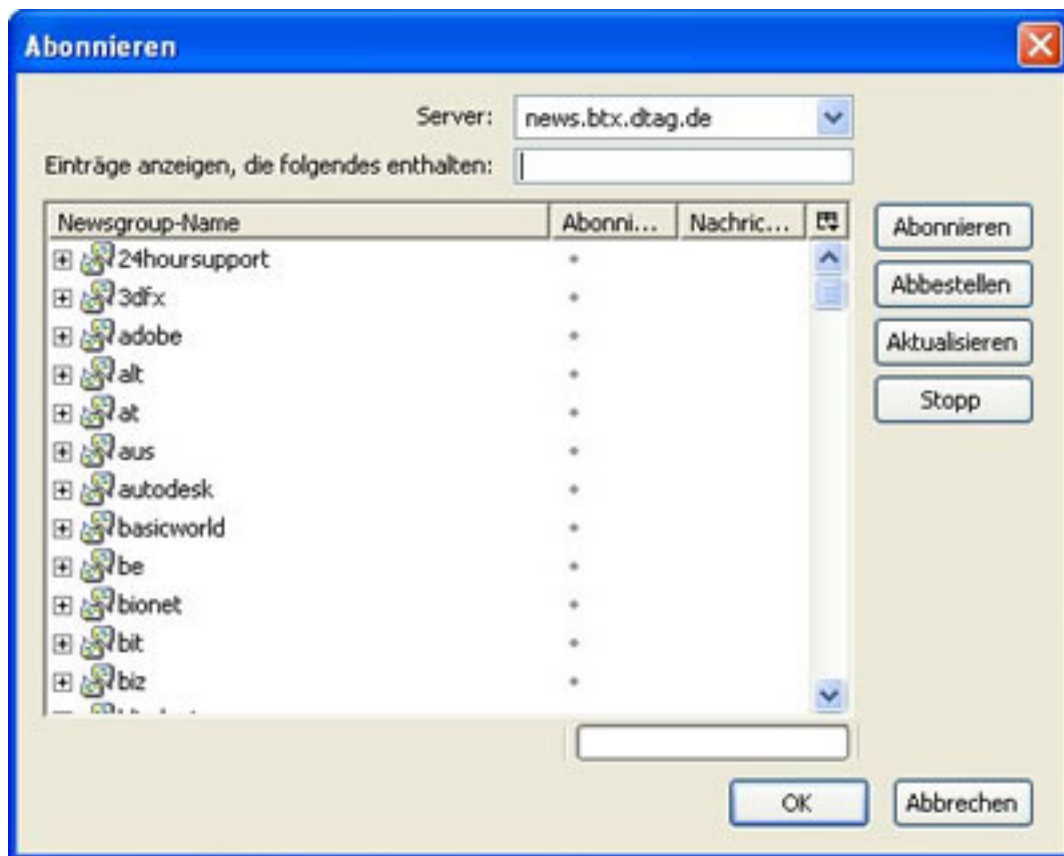 Abonnieren
Server: news.btx.dtag.de
Einträge anzeigen, die folgendes enthalten:
Newsgroup-Name Abonni... Nachric...
24hoursupport
3dfx
adobe
alt
at
aus
autodesk
basicworld
be
bionet
bit
biz
Abonnieren
Abbestellen
Aktualisieren
Stopp
OK Abbrechen